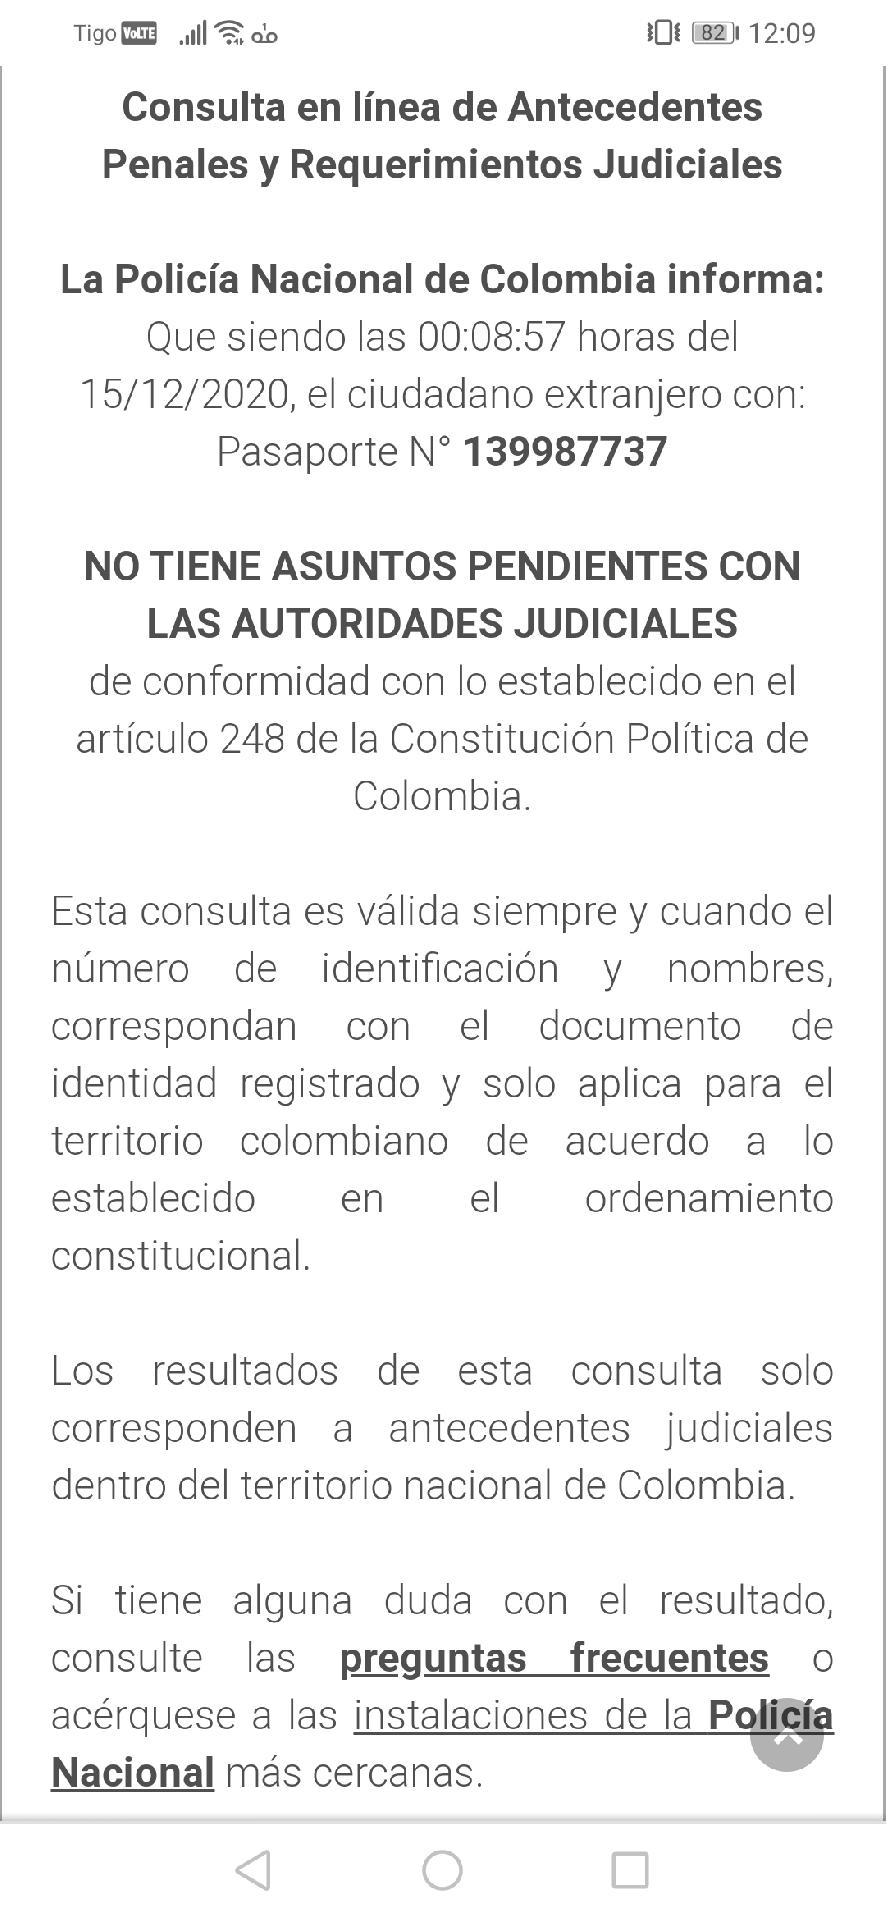 Tigo VoLTE 82 12:09
Consulta en línea de Antecedentes
Penales y Requerimientos Judiciales
La Policía Nacional de Colombia informa:
Que siendo las 00:08:57 horas del
15/12/2020, el ciudadano extranjero con:
Pasaporte N° 139987737
NO TIENE ASUNTOS PENDIENTES CON
LAS AUTORIDADES JUDICIALES
de conformidad con lo establecido en el
artículo 248 de la Constitución Política de
Colombia.
Esta consulta es válida siempre y cuando el
número de identificación y nombres,
correspondan con el documento de
identidad registrado y solo aplica para el
territorio colombiano de acuerdo a lo
establecido en el ordenamiento
constitucional.
Los resultados de esta consulta solo
corresponden a antecedentes judiciales
dentro del territorio nacional de Colombia.
Si tiene alguna duda con el resultado,
consulte las preguntas frecuentes o
acérquese a las instalaciones de la Policía
Nacional más cercanas.